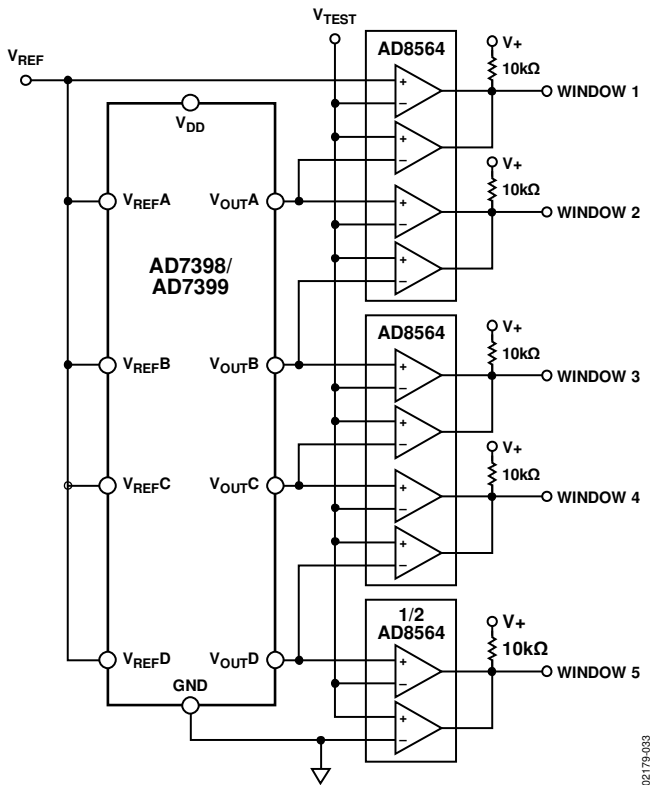 VTEST
VREF
AD8564
V+
10kΩ
+
−
WINDOW 1
VDD
+
−
V+
10kΩ
VREFA
VOUTA
+
−
WINDOW 2
AD7398/
AD7399
+
−
AD8564
V+
10kΩ
VREFB
VOUTB
+
−
WINDOW 3
+
−
V+
10kΩ
VREFC
VOUTC
+
−
WINDOW 4
+
−
1/2
AD8564
V+
10kΩ
VREFD
VOUTD
+
−
WINDOW 5
GND
+
−
02179-033